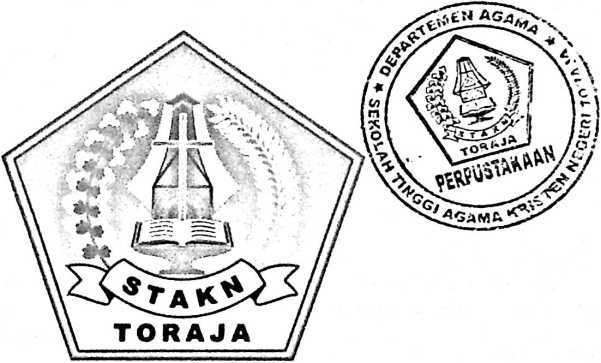 STAKN
TORAJA
★ DEPARTEMEN AGAMA ★
SEKOLAH TINGGI AGAMA KRISTEN NEGERI TORAJA
STAKN
TORAJA
PERPUSTAKAAN